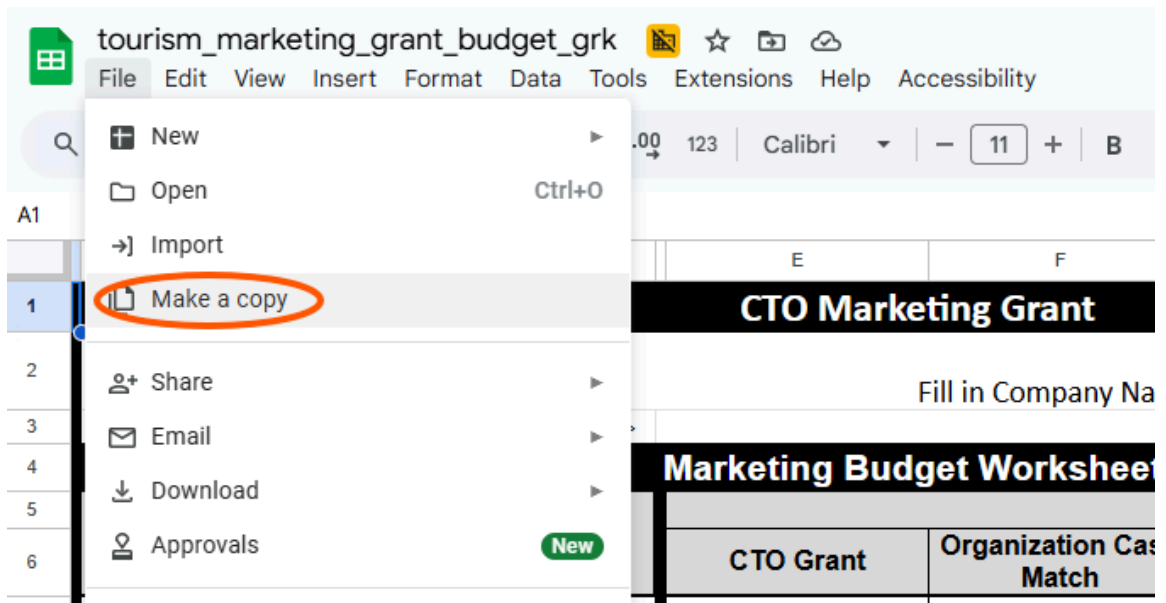 tourism_marketing_grant_budget_grk
File Edit View Insert Format Data Tools Extensions Help Accessibility
New
.00 123 Calibri 11 B
Open Ctrl+O
A1
Import
E F
Make a copy
1 CTO Marketing Grant
2 Share
Fill in Company Na
3 Email
4 Marketing Budget Worksheet
Download
5
Approvals New
6 CTO Grant Organization Cas
Match